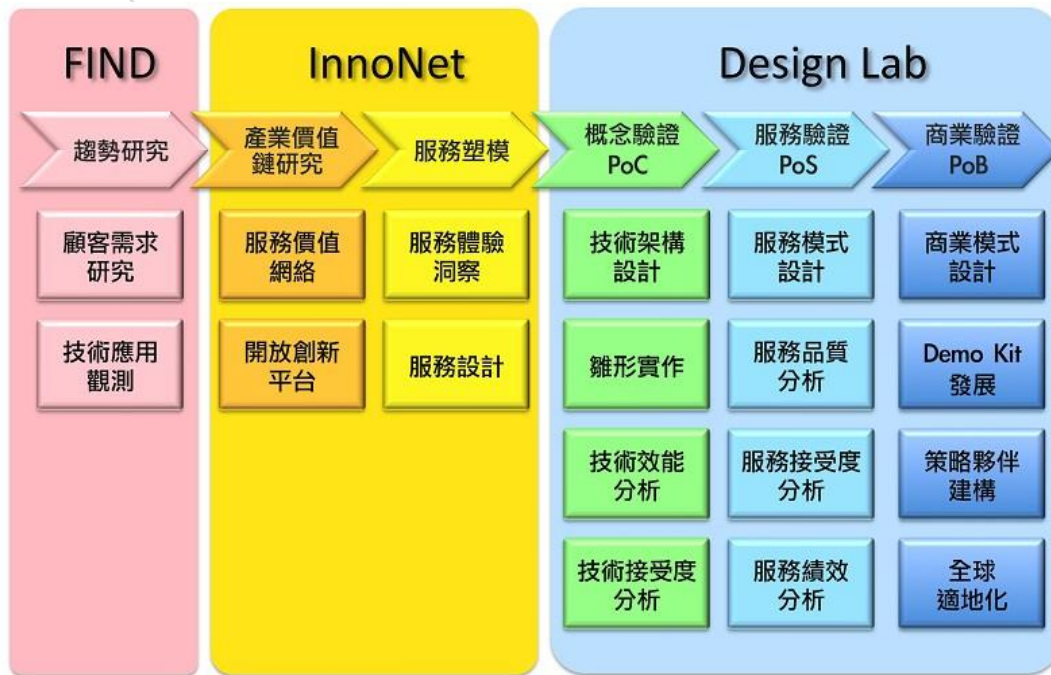 FIND
InnoNet
Design Lab
趨勢研究
產業價值
鏈研究
服務塑模
概念驗證
PoC
服務驗證
PoS
商業驗證
PoB
顧客需求
研究
服務價值
網絡
服務體驗
洞察
技術架構
設計
服務模式
設計
商業模式
設計
技術應用
觀測
開放創新
平台
服務設計
雛形實作
服務品質
分析
Demo Kit
發展
技術效能
分析
服務接受度
分析
策略夥伴
建構
技術接受度
分析
服務績效
分析
全球
適地化